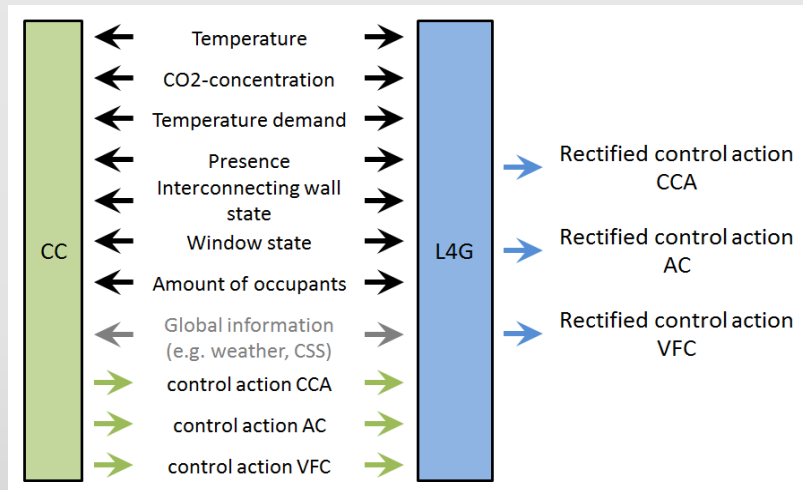 Temperature
CO2-concentration
Temperature demand
Presence
Interconnecting wall
state
Window state
Amount of occupants
Global information
(e.g. weather, CSS)
control action CCA
control action AC
control action VFC
CC
L4G
Rectified control action
CCA
Rectified control action
AC
Rectified control action
VFC